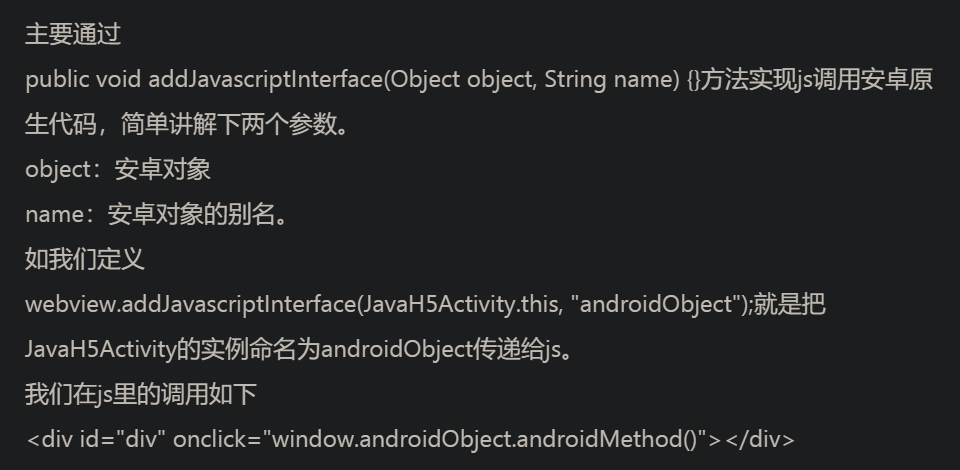 主要通过
public void addJavascriptInterface(Object object, String name) {}方法实现js调用安卓原
生代码，简单讲解下两个参数。
object：安卓对象
name：安卓对象的别名。
如我们定义
webview.addJavascriptInterface(JavaH5Activity.this, "androidObject");就是把
JavaH5Activity的实例命名为androidObject传递给js。
我们在js里的调用如下
<div id="div" onclick="window.androidObject.androidMethod()"></div>